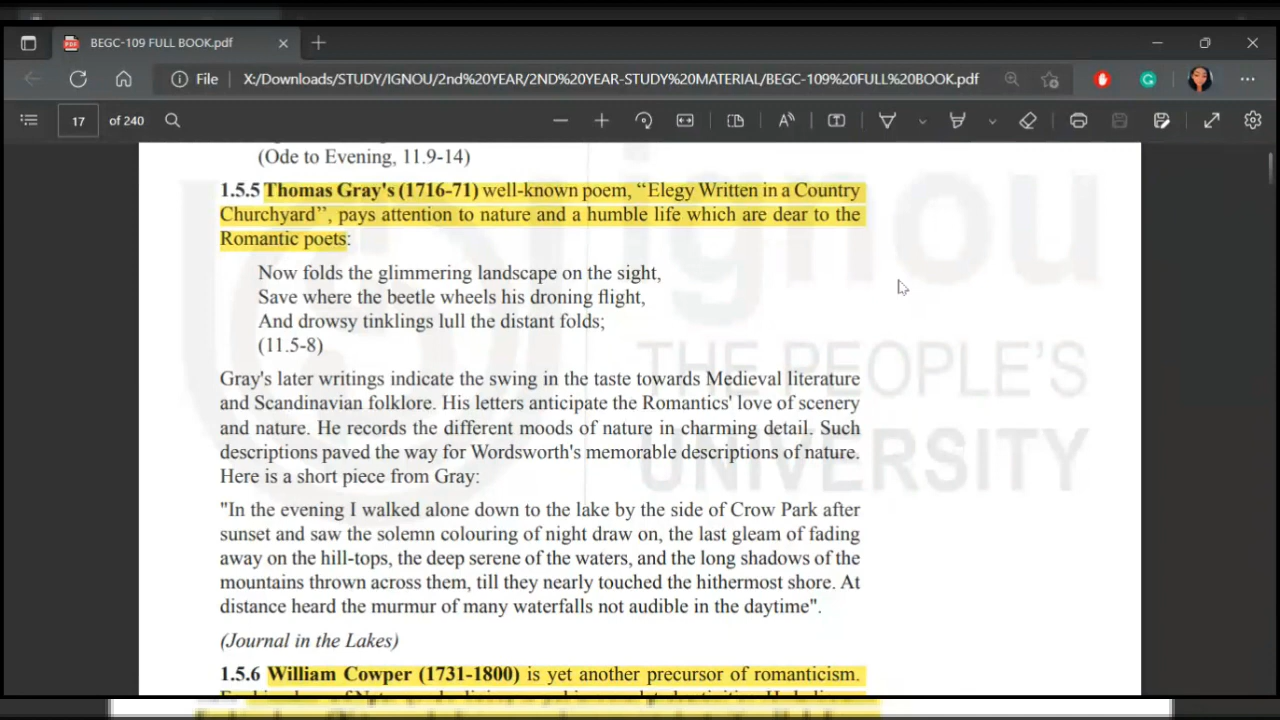 BEGC-109 FULL BOOK.pdf
File X:/Downloads/STUDY/IGNOU/2nd%20YEAR/2ND%20YEAR-STUDY%20MATERIAL/BEGC-109%20FULL%20BOOK.pdf
17 of 240
(Ode to Evening, 11.9-14)
1.5.5 Thomas Gray's (1716-71) well-known poem, ‘‘Elegy Written in a Country
Churchyard’’, pays attention to nature and a humble life which are dear to the
Romantic poets:
Now folds the glimmering landscape on the sight,
Save where the beetle wheels his droning flight,
And drowsy tinklings lull the distant folds;
(11.5-8)
Gray's later writings indicate the swing in the taste towards Medieval literature
and Scandinavian folklore. His letters anticipate the Romantics' love of scenery
and nature. He records the different moods of nature in charming detail. Such
descriptions paved the way for Wordsworth's memorable descriptions of nature.
Here is a short piece from Gray:
"In the evening I walked alone down to the lake by the side of Crow Park after
sunset and saw the solemn colouring of night draw on, the last gleam of fading
away on the hill-tops, the deep serene of the waters, and the long shadows of the
mountains thrown across them, till they nearly touched the hithermost shore. At
distance heard the murmur of many waterfalls not audible in the daytime".
(Journal in the Lakes)
1.5.6 William Cowper (1731-1800) is yet another precursor of romanticism.
ignou
THE PEOPLE'S
UNIVERSITY